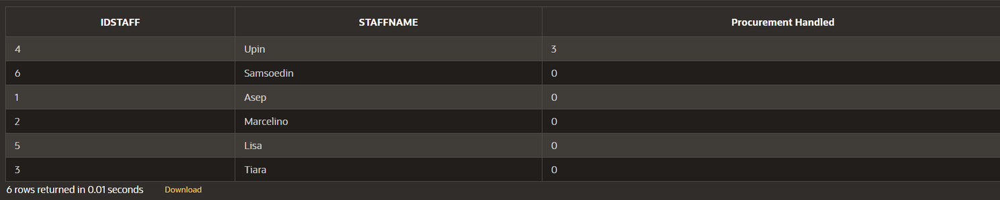 IDSTAFF STAFFNAME Procurement Handled
4 Upin 3
6 Samsoedin 0
1 Asep 0
2 Marcelino 0
5 Lisa 0
3 Tiara 0
6 rows returned in 0.01 seconds Download